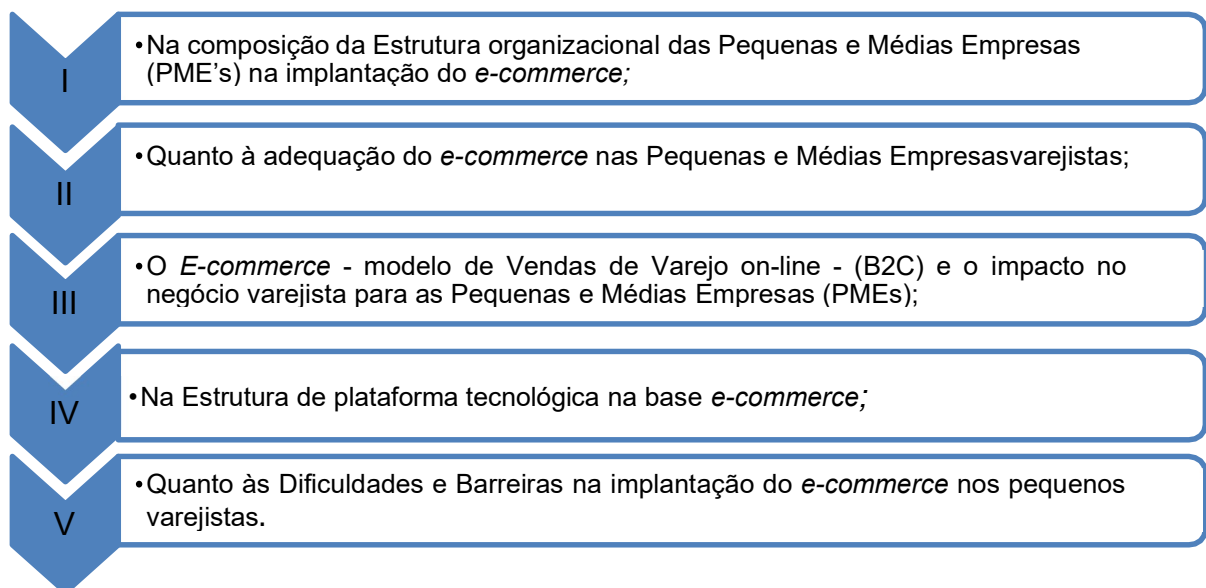 I
•Na composição da Estrutura organizacional das Pequenas e Médias Empresas
(PME’s) na implantação do e-commerce;
II
•Quanto à adequação do e-commerce nas Pequenas e Médias Empresasvarejistas;
III
•O E-commerce - modelo de Vendas de Varejo on-line - (B2C) e o impacto no
negócio varejista para as Pequenas e Médias Empresas (PMEs);
IV
•Na Estrutura de plataforma tecnológica na base e-commerce;
V
•Quanto às Dificuldades e Barreiras na implantação do e-commerce nos pequenos
varejistas.